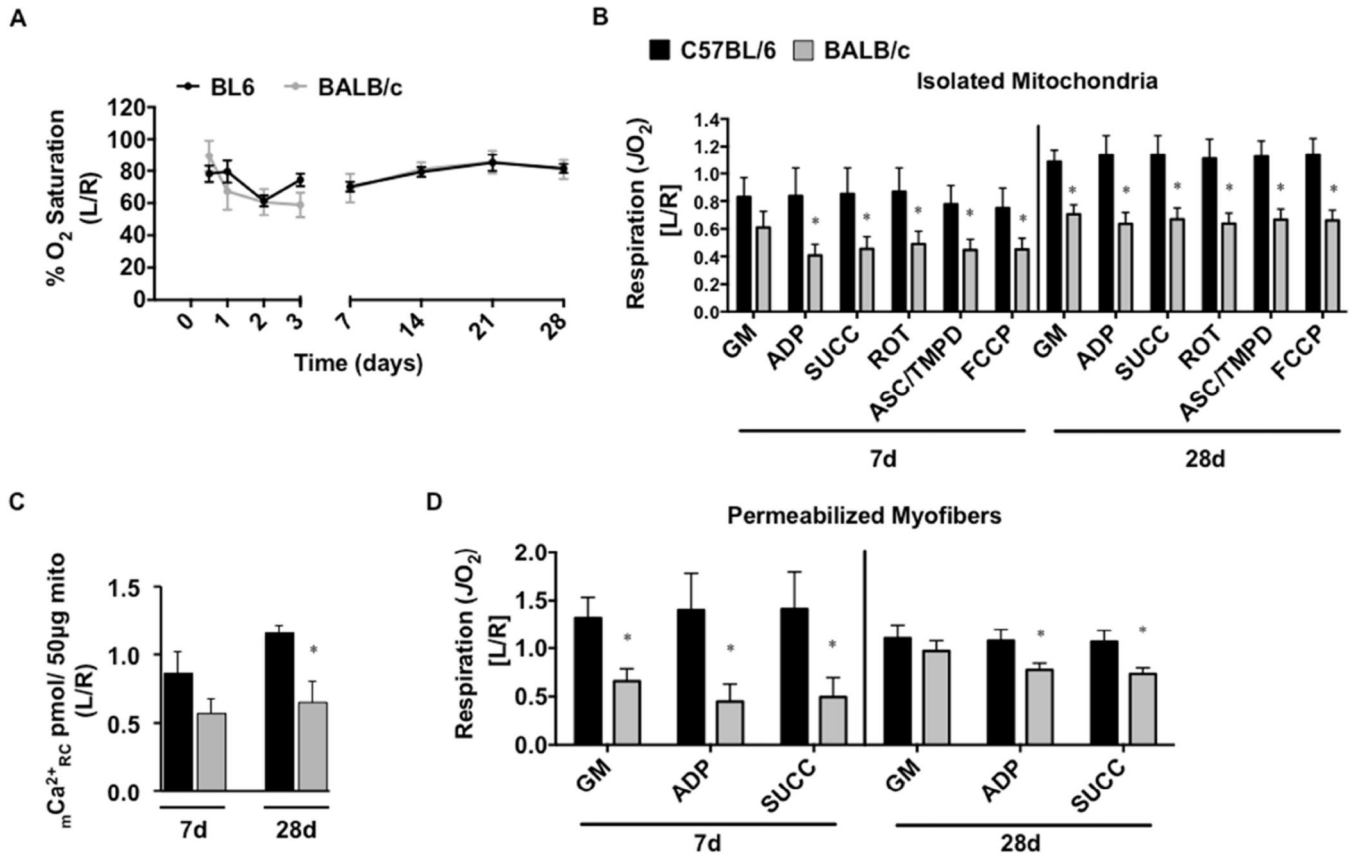 A
BL6 BALB/c
% O2 Saturation
(L/R)
120
100
80
60
40
20
0
0 1 2 3 7 14 21 28
Time (days)
B
C57BL/6 BALB/c
Isolated Mitochondria
Respiration (JO2)
[L/R]
1.4
1.2
1.0
0.8
0.6
0.4
0.2
0.0
* * * * * * * * * * *
GM ADP SUCC ROT ASC/TMPD FCCP GM ADP SUCC ROT ASC/TMPD FCCP
7d 28d
C
mCa2+RC pmol/ 50µg mito
(L/R)
1.5
1.0
0.5
0.0
*
7d 28d
D
Permeabilized Myofibers
Respiration (JO2)
[L/R]
2.0
1.5
1.0
0.5
0.0
* * * * *
GM ADP SUCC GM ADP SUCC
7d 28d